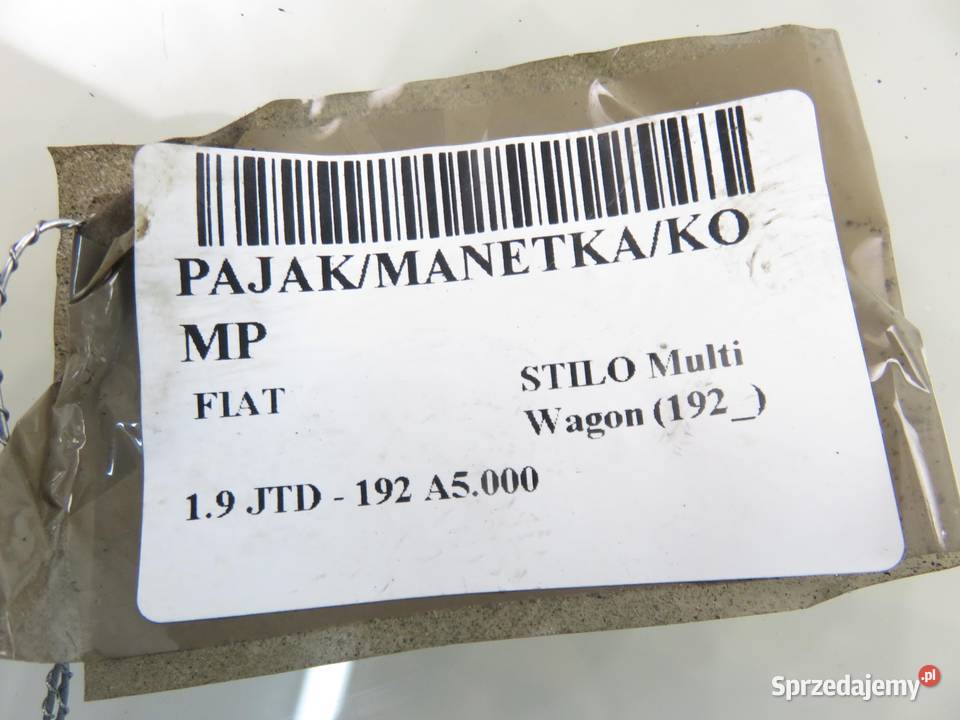 PAJAK/MANETKA/KO
MP
FIAT
STILO Multi
Wagon (192_)
1.9 JTD - 192 A5.000
Sprzedajemy.pl